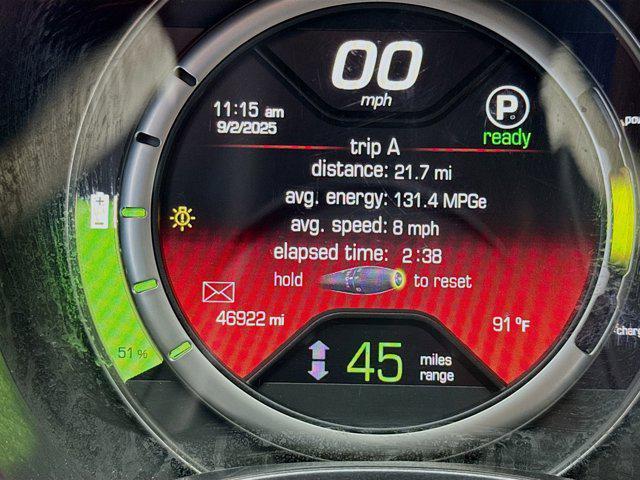 00
mph
11:15 am
9/2/2025
P
ready
trip A
distance: 21.7 mi
avg. energy: 131.4 MPGe
avg. speed: 8 mph
elapsed time: 2:38
hold to reset
46922 mi
91 °F
51 %
45 miles
range